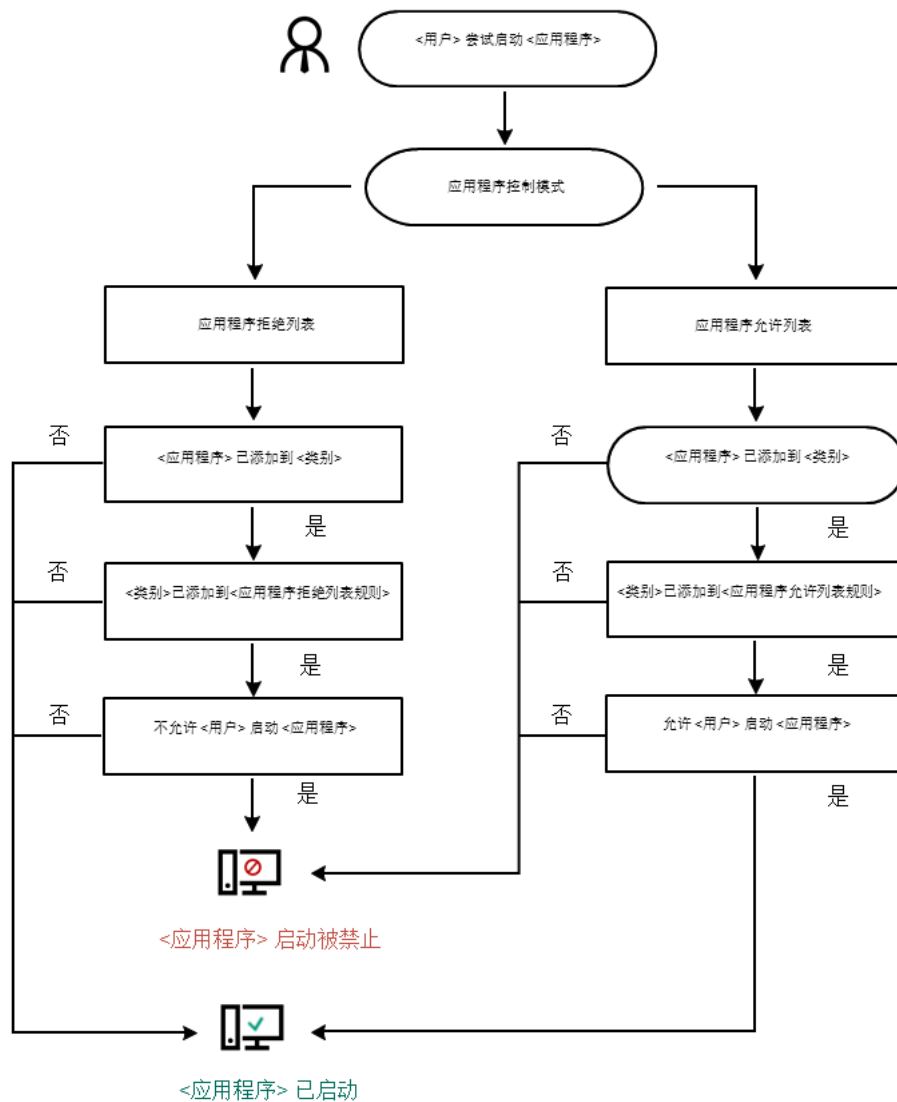 <用户> 尝试启动 <应用程序>
应用程序控制模式
应用程序拒绝列表
应用程序允许列表
否
<应用程序> 已添加到 <类别>
是
否
<类别>已添加到<应用程序拒绝列表规则>
是
否
不允许 <用户> 启动 <应用程序>
是
否
<应用程序> 已添加到 <类别>
是
否
<类别>已添加到<应用程序允许列表规则>
是
否
允许 <用户> 启动 <应用程序>
是
<应用程序> 启动被禁止
<应用程序> 已启动